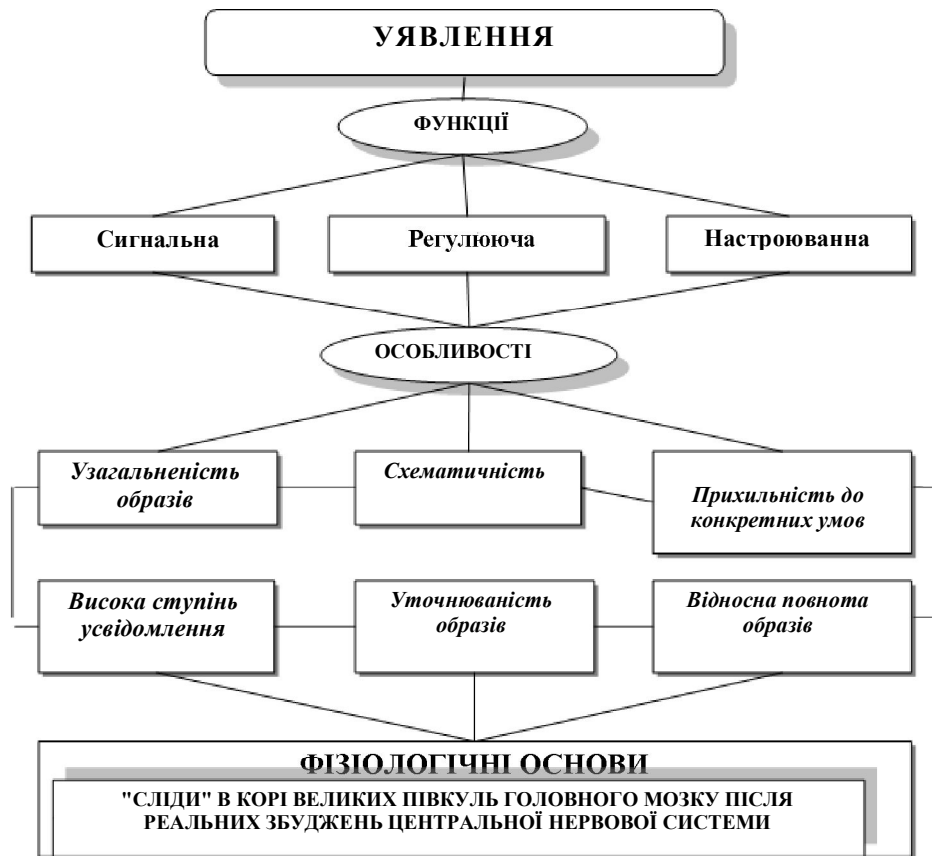 УЯВЛЕННЯ
ФУНКЦІЇ
Сигнальна
Регулююча
Настроюванна
ОСОБЛИВОСТІ
Узагальненість
образів
Схематичність
Прихильність до
конкретних умов
Висока ступінь
усвідомлення
Уточнюваність
образів
Відносна повнота
образів
ФІЗІОЛОГІЧНІ ОСНОВИ
"СЛІДИ" В КОРІ ВЕЛИКИХ ПІВКУЛЬ ГОЛОВНОГО МОЗКУ ПІСЛЯ
РЕАЛЬНИХ ЗБУДЖЕНЬ ЦЕНТРАЛЬНОЇ НЕРВОВОЇ СИСТЕМИ